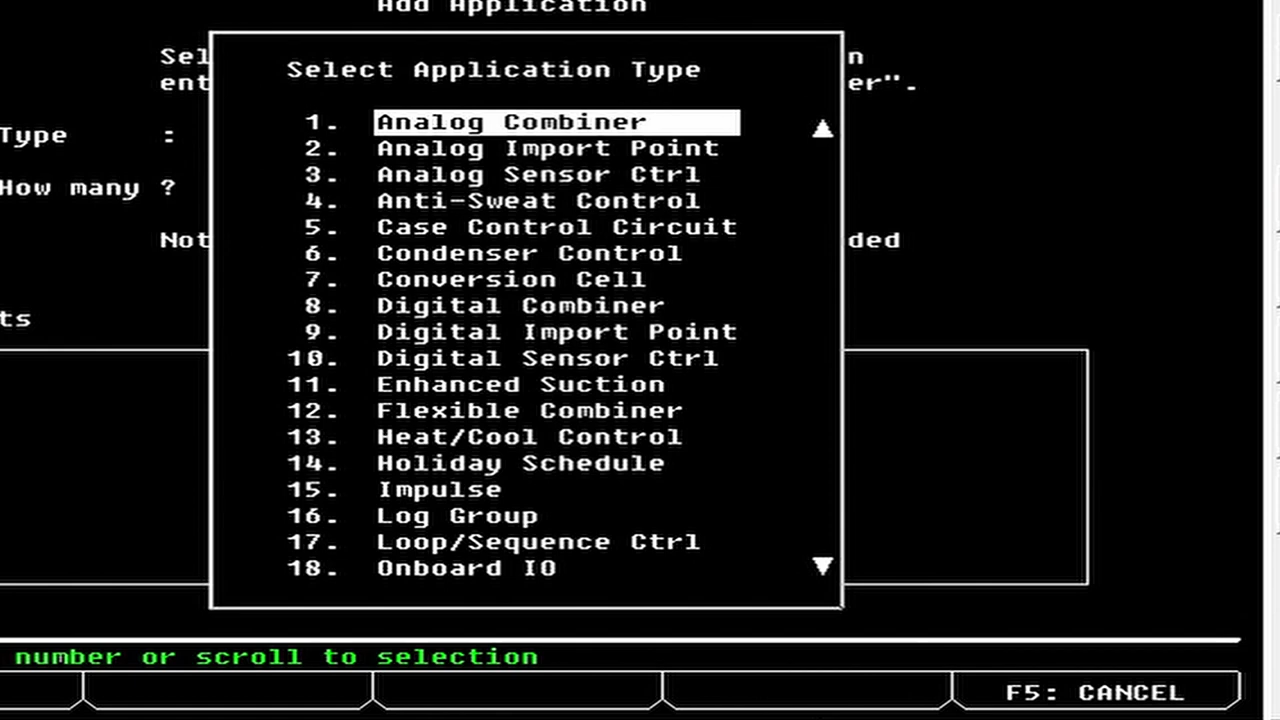 Add Application
Select Application Type
Sel
n
ent
er".
Type :
How many ?
Not
ded
ts
1. Analog Combiner
2. Analog Import Point
3. Analog Sensor Ctrl
4. Anti-Sweat Control
5. Case Control Circuit
6. Condenser Control
7. Conversion Cell
8. Digital Combiner
9. Digital Import Point
10. Digital Sensor Ctrl
11. Enhanced Suction
12. Flexible Combiner
13. Heat/Cool Control
14. Holiday Schedule
15. Impulse
16. Log Group
17. Loop/Sequence Ctrl
18. Onboard IO
number or scroll to selection
F5: CANCEL